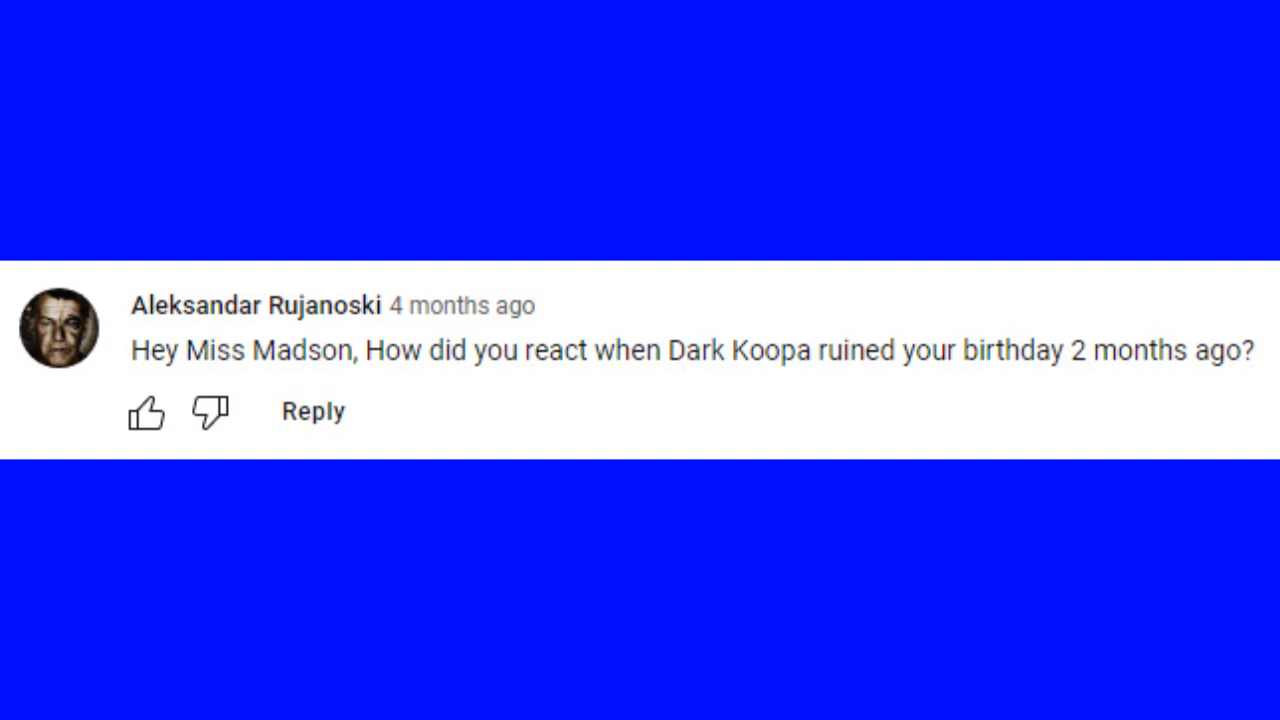 Aleksandar Rujanoski 4 months ago
Hey Miss Madson, How did you react when Dark Koopa ruined your birthday 2 months ago?
Reply